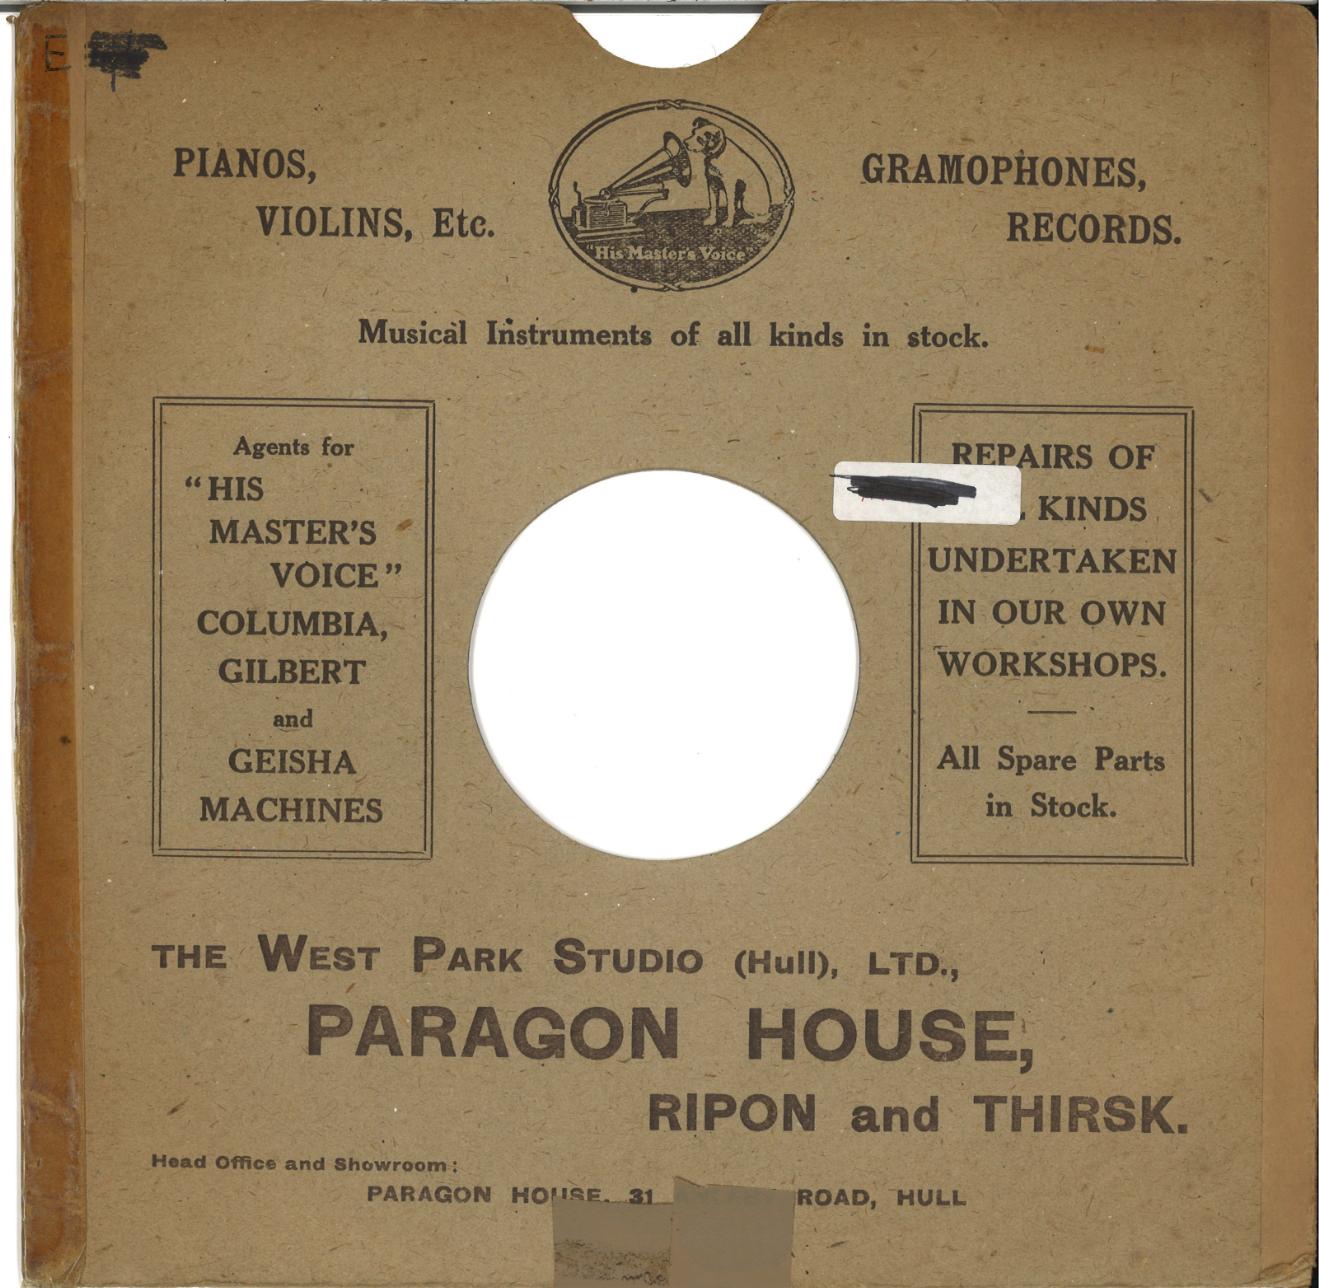 E
PIANOS,
VIOLINS, Etc.
"His Master's Voice"
GRAMOPHONES,
RECORDS.
Musical Instruments of all kinds in stock.
Agents for
"HIS
MASTER'S
VOICE"
COLUMBIA,
GILBERT
and
GEISHA
MACHINES
REPAIRS OF
KINDS
UNDERTAKEN
IN OUR OWN
WORKSHOPS.
All Spare Parts
in Stock.
THE WEST PARK STUDIO (Hull), LTD.,
PARAGON HOUSE,
RIPON and THIRSK.
Head Office and Showroom:
PARAGON HOUSE, 31 ROAD, HULL